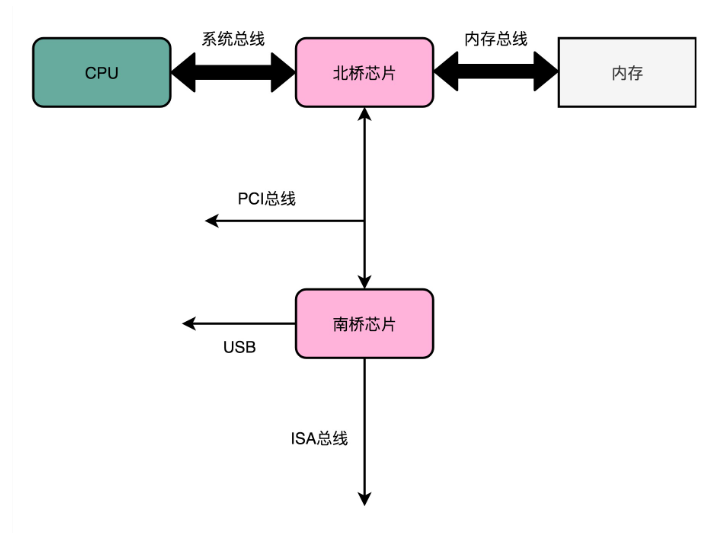 系统总线
内存总线
CPU
北桥芯片
内存
PCI总线
南桥芯片
USB
ISA总线